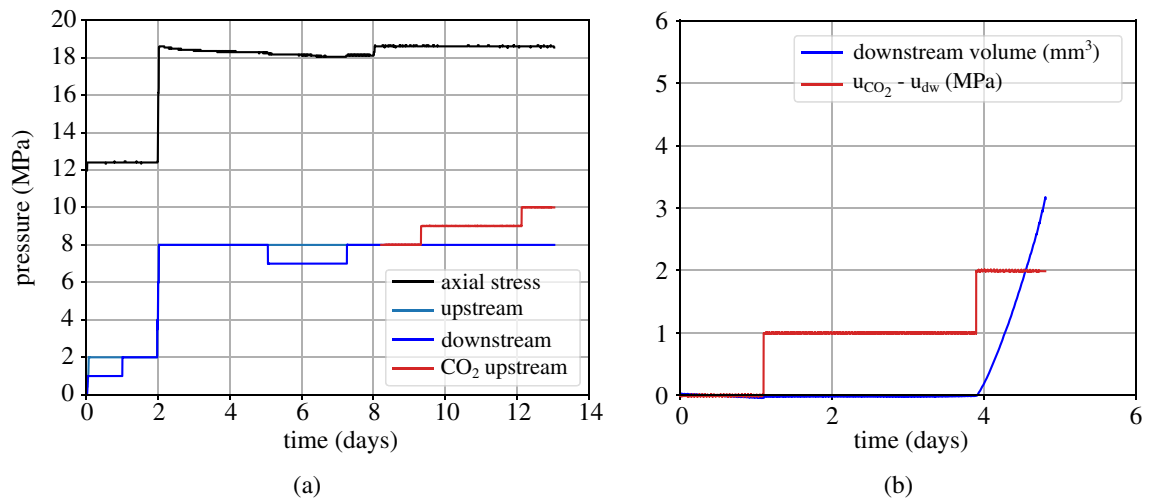 20
18
16
14
12
10
8
6
4
2
0
pressure (MPa)
axial stress
upstream
downstream
CO₂ upstream
0 2 4 6 8 10 12 14
time (days)
(a)
6
5
4
3
2
1
0
downstream volume (mm³)
u_CO₂ - u_dw (MPa)
0 2 4 6
time (days)
(b)